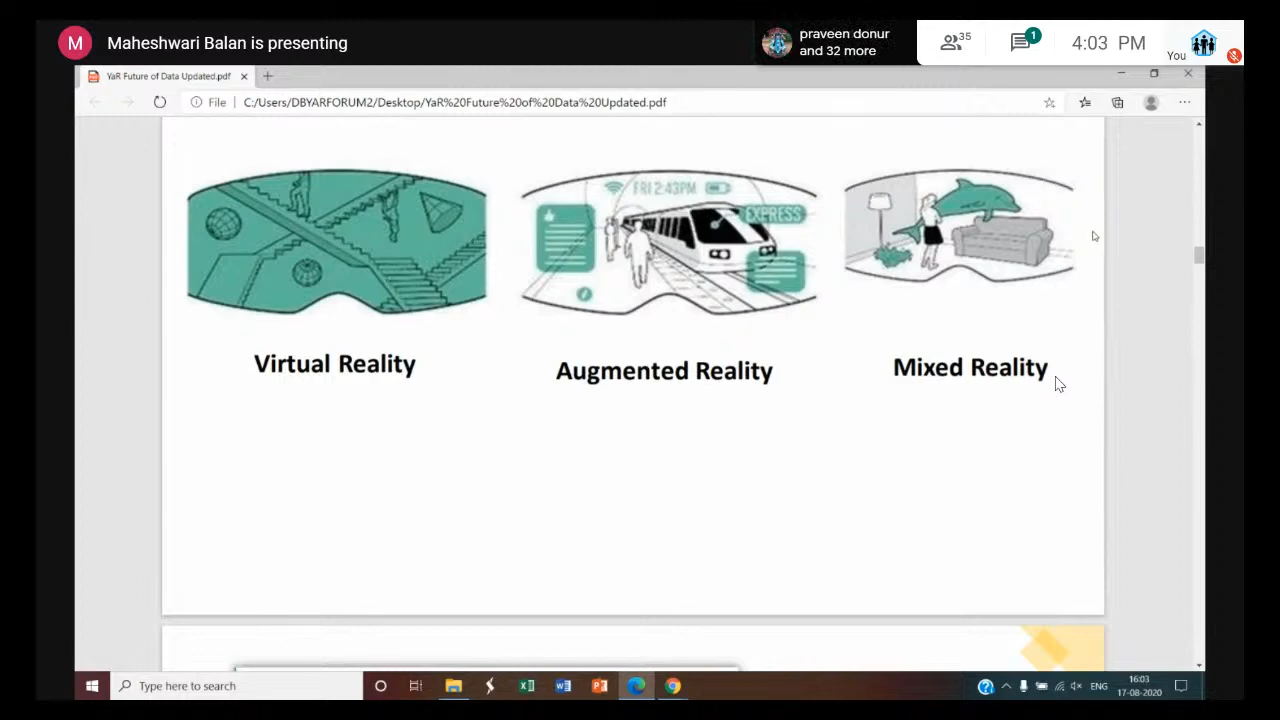 M
Maheshwari Balan is presenting
praveen donur
and 32 more
35
1
4:03 PM
You
YaR Future of Data Updated.pdf
File
C:/Users/DBYARFORUM2/Desktop/YaR%20Future%20of%20Data%20Updated.pdf
FRI 2:43PM
EXPRESS
Virtual Reality
Augmented Reality
Mixed Reality
Type here to search
ENG
16:03
17-08-2020